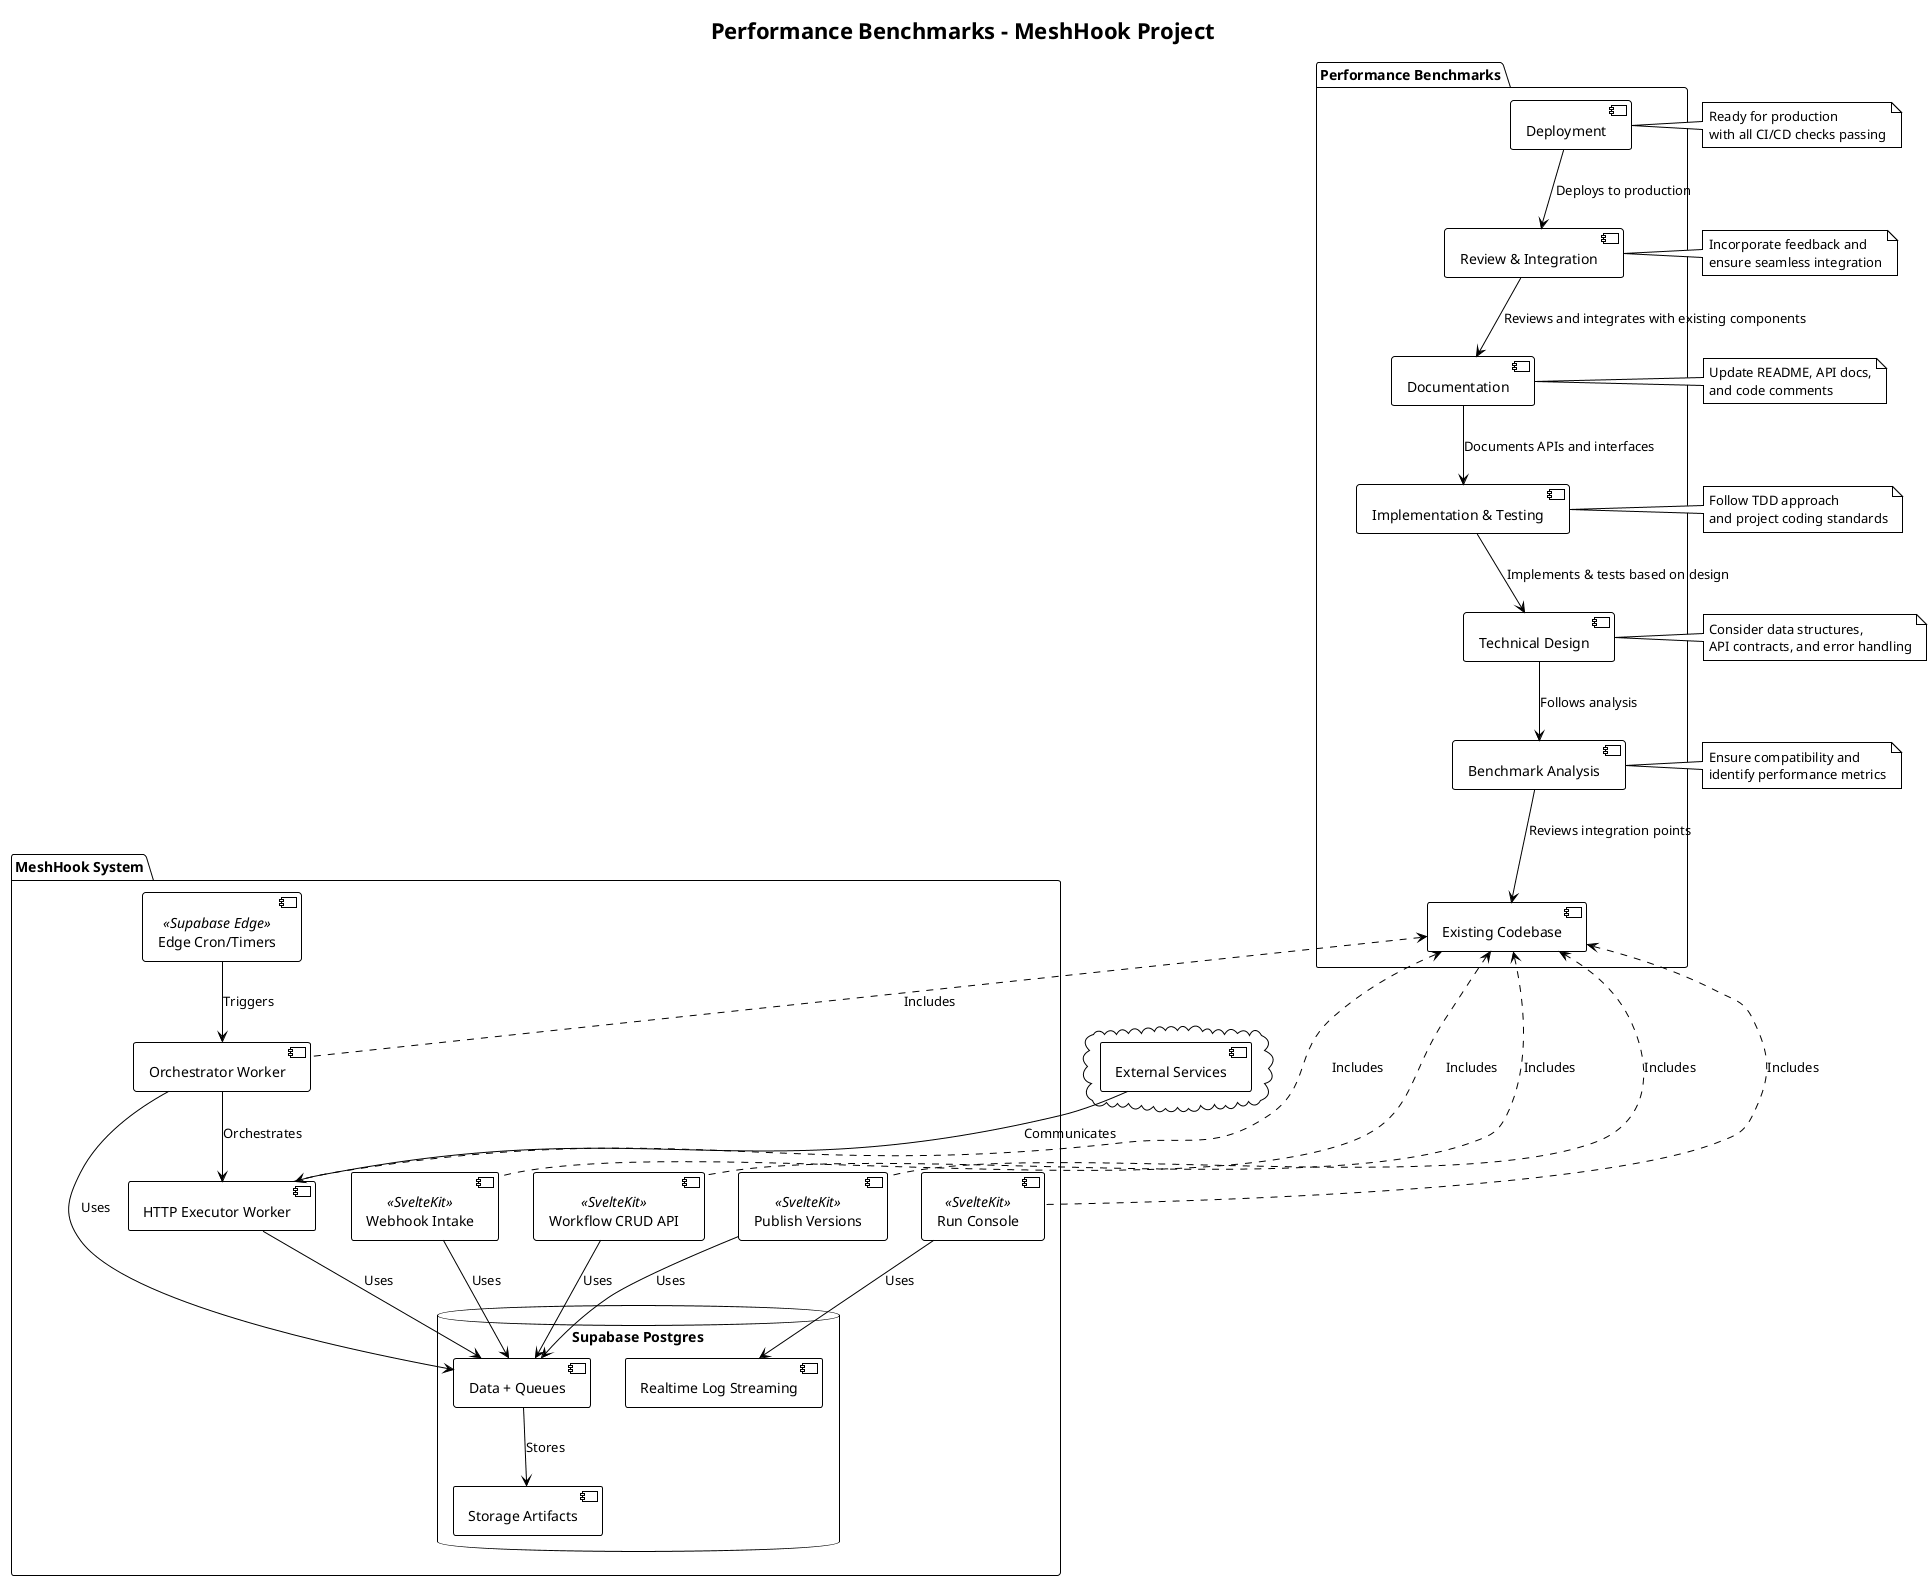 Performance Benchmarks - MeshHook Project
Performance Benchmarks
Deployment
Ready for production
with all CI/CD checks passing
Deploys to production
Review & Integration
Incorporate feedback and
ensure seamless integration
Reviews and integrates with existing components
Documentation
Update README, API docs,
and code comments
Documents APIs and interfaces
Implementation & Testing
Follow TDD approach
and project coding standards
Implements & tests based on design
Technical Design
Consider data structures,
API contracts, and error handling
Follows analysis
Benchmark Analysis
Ensure compatibility and
identify performance metrics
Reviews integration points
Existing Codebase
MeshHook System
«Supabase Edge»
Edge Cron/Timers
Triggers
Includes
Orchestrator Worker
External Services
Includes
Includes
Includes
Includes
Includes
Orchestrates
Communicates
Uses
HTTP Executor Worker
«SvelteKit»
Webhook Intake
«SvelteKit»
Workflow CRUD API
«SvelteKit»
Publish Versions
«SvelteKit»
Run Console
Uses
Uses
Uses
Uses
Uses
Supabase Postgres
Data + Queues
Realtime Log Streaming
Stores
Storage Artifacts